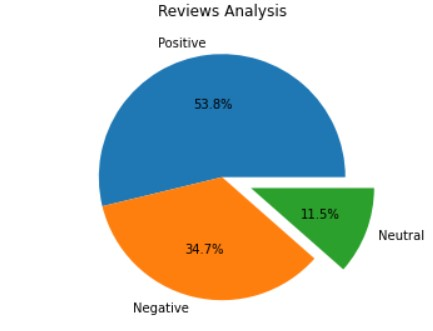 Reviews Analysis
Positive
53.8%
11.5%
Neutral
34.7%
Negative